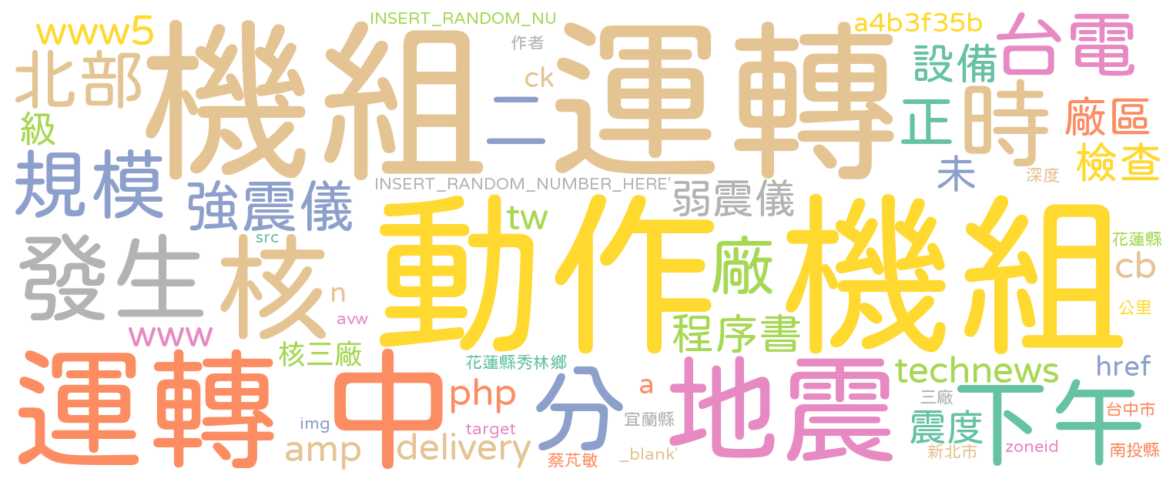 www5
INSERT_RANDOM_NU
作者
a4b3f35b
台電
北部
機組
運轉
ck
二
設備
級
正
時
廠區
檢查
規模
強震儀
INSERT_RANDOM_NUMBER_HERE'
弱震儀
未
深度
tw
src
發生
核
動作
機組
廠
花蓮縣
cb
n
公里
www
avw
程序書
核三廠
花蓮縣秀林鄉
運轉
中
php
分
a
地震
technews
href
三廠
下午
台中市
img
target
宜蘭縣
震度
amp
delivery
蔡芃敏
_blank'
新北市
zoneid
南投縣